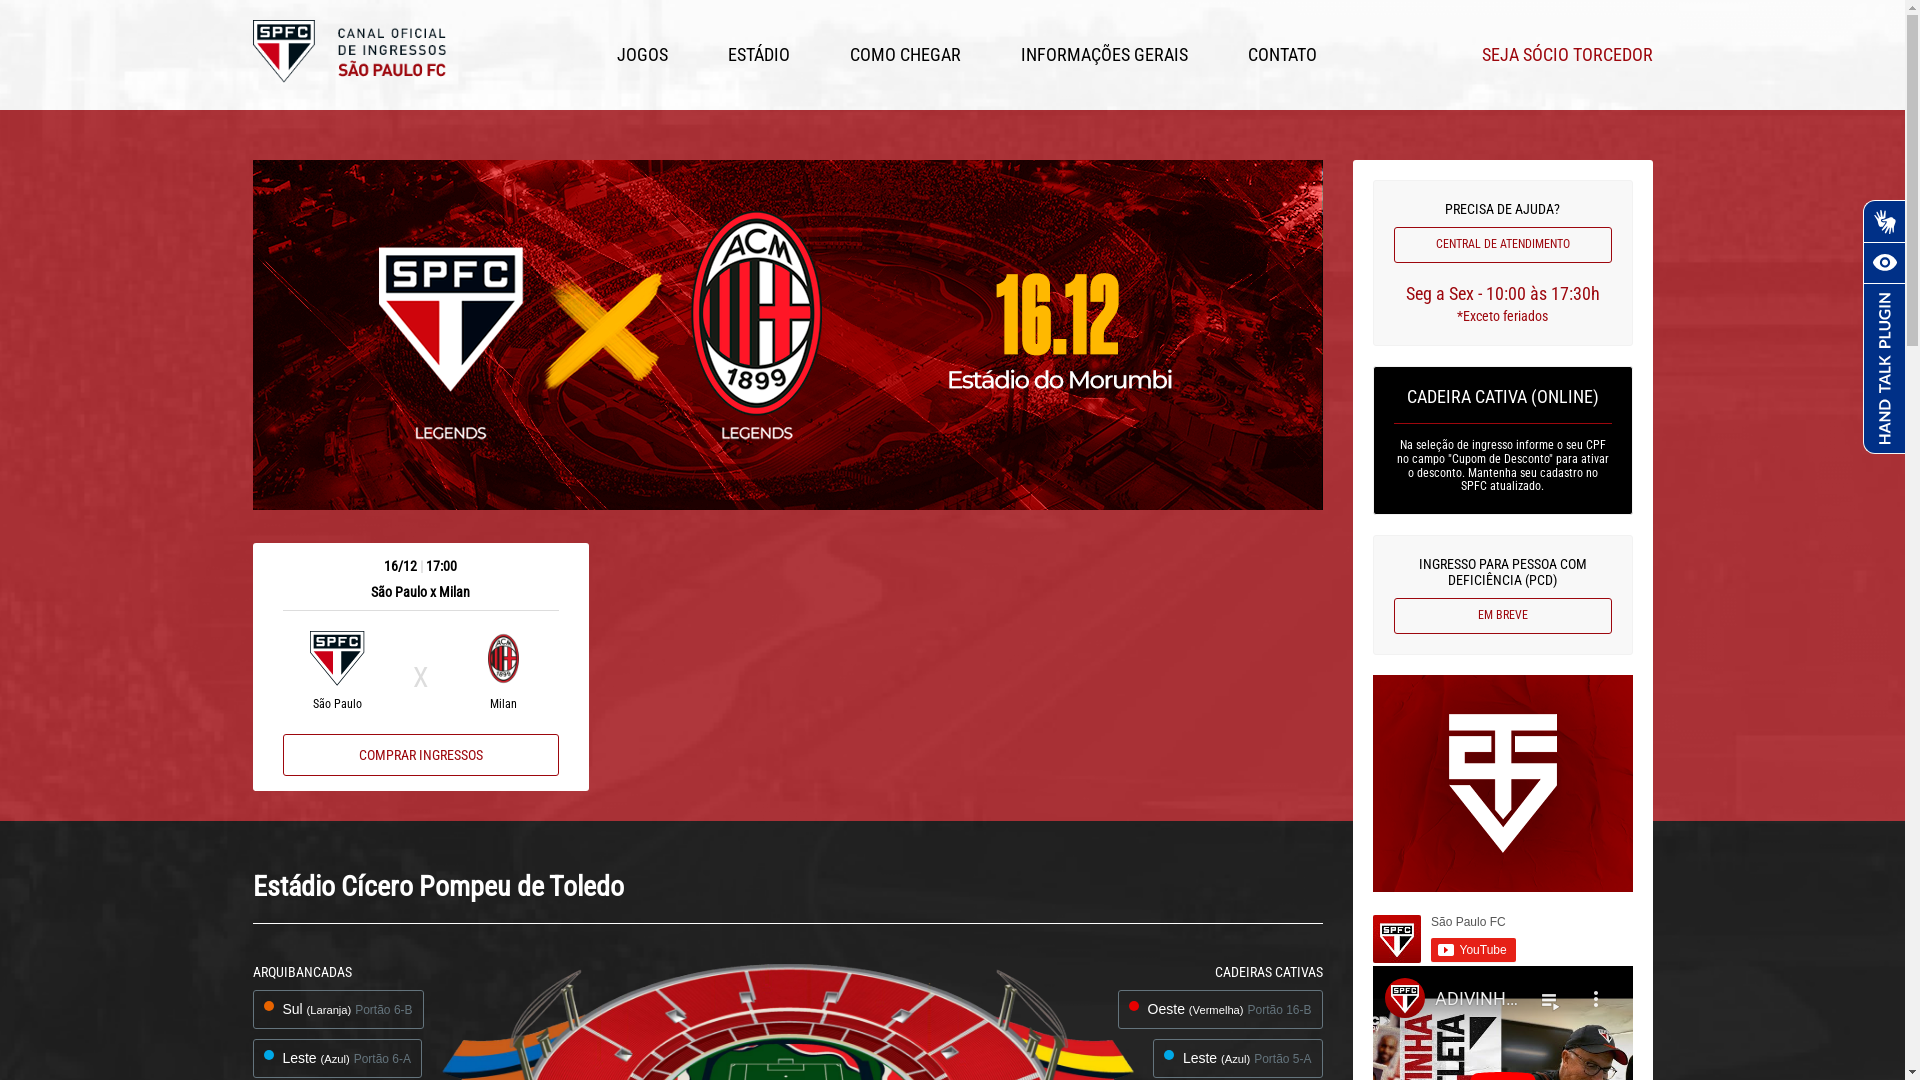 SPFC
CANAL OFICIAL
DE INGRESSOS
SÃO PAULO FC
JOGOS
ESTÁDIO
COMO CHEGAR
INFORMAÇÕES GERAIS
CONTATO
SEJA SÓCIO TORCEDOR
SPFC
LEGENDS
X
ACM
1899
LEGENDS
16.12
Estádio do Morumbi
16/12 | 17:00
São Paulo x Milan
SPFC
São Paulo
X
ACM
1899
Milan
COMPRAR INGRESSOS
PRECISA DE AJUDA?
CENTRAL DE ATENDIMENTO
Seg a Sex - 10:00 às 17:30h
*Exceto feriados
CADEIRA CATIVA (ONLINE)
Na seleção de ingresso informe o seu CPF
no campo "Cupom de Desconto" para ativar
o desconto. Mantenha seu cadastro no
SPFC atualizado.
INGRESSO PARA PESSOA COM
DEFICIÊNCIA (PCD)
EM BREVE
HAND TALK PLUGIN
Estádio Cícero Pompeu de Toledo
ARQUIBANCADAS
Sul (Laranja) Portão 6-B
Leste (Azul) Portão 6-A
CADEIRAS CATIVAS
Oeste (Vermelha) Portão 16-B
Leste (Azul) Portão 5-A
SPFC
São Paulo FC
YouTube
SPFC
ADIVINH...